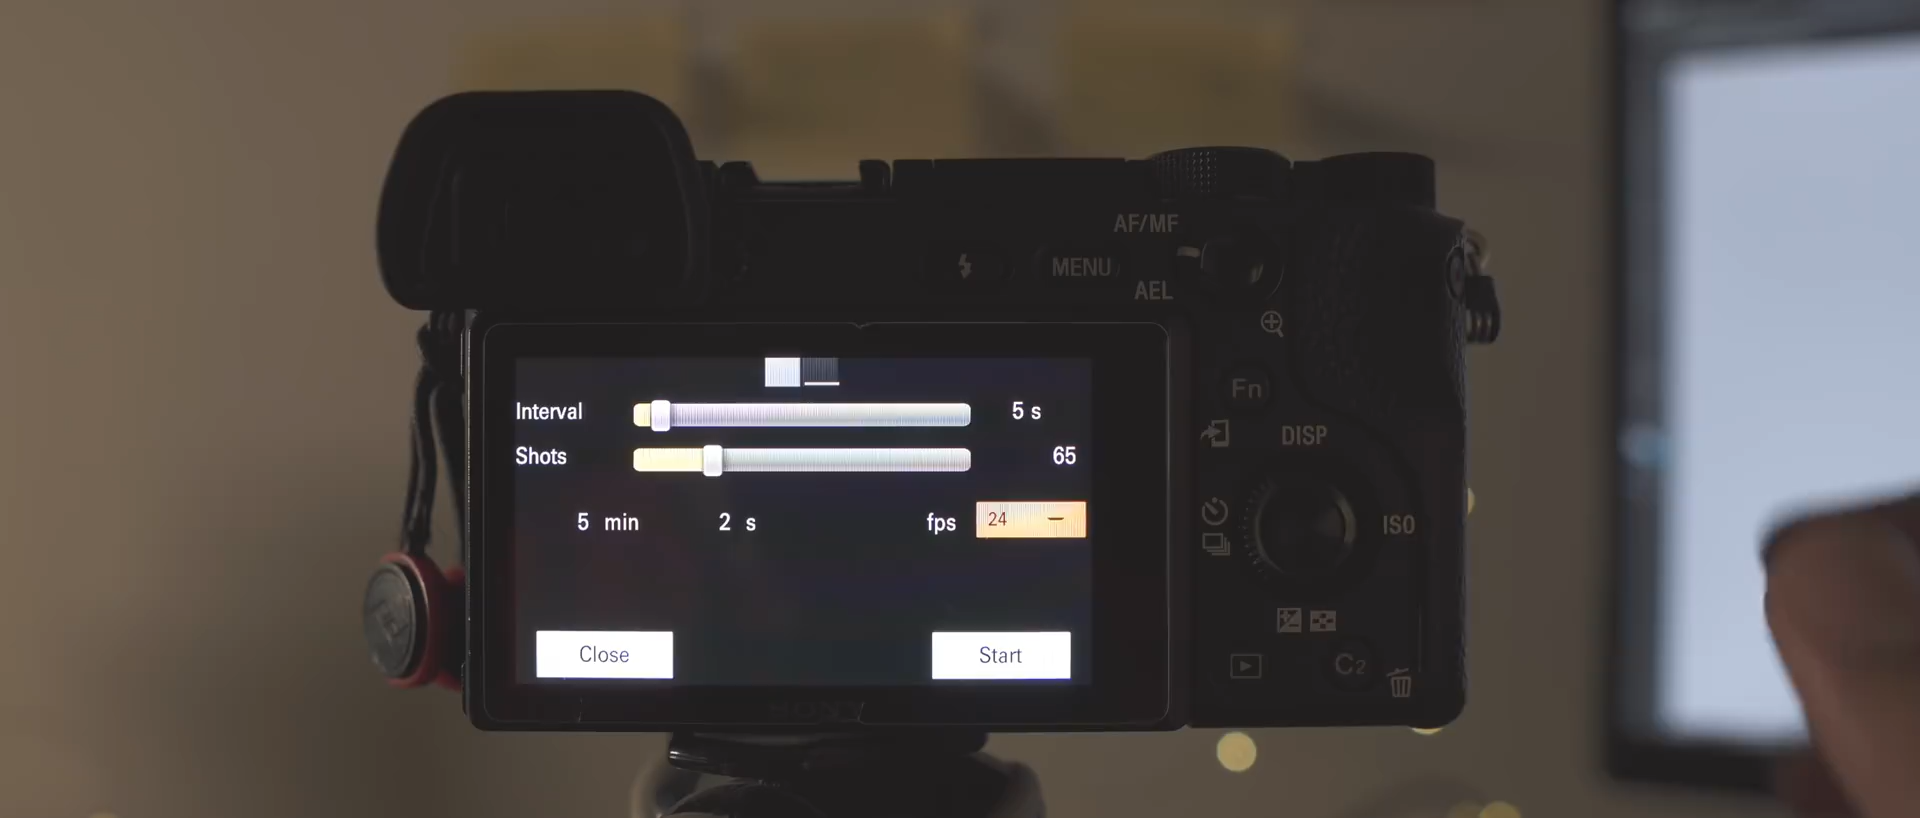 AF/MF
MENU
AEL
Fn
DISP
Interval 5 s
Shots 65
5 min 2 s fps 24
ISO
Close Start
C2
SONY